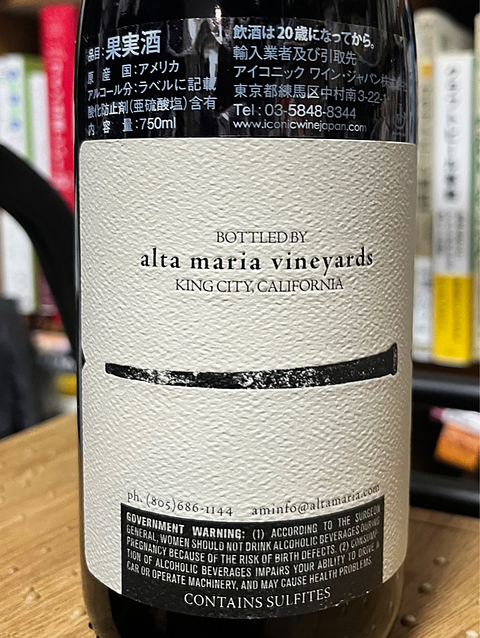 品目:果実酒
原産国:アメリカ
アルコール分:ラベルに記載
酸化防止剤(亜硫酸塩)含有
内容量:750ml
飲酒は20歳になってから。
輸入業者及び引取先
アイコニック ワイン・ジャパン株式
東京都練馬区中村南3-22-1
Tel:03-5848-8344
www.iconicwinejapan.com
BOTTLED BY
alta maria vineyards
KING CITY, CALIFORNIA
ph. (805)686-1144 aminfo@altamaria.com
GOVERNMENT WARNING: (1) ACCORDING TO THE SURGEON
GENERAL, WOMEN SHOULD NOT DRINK ALCOHOLIC BEVERAGES DURING
PREGNANCY BECAUSE OF THE RISK OF BIRTH DEFECTS. (2) CONSUMP-
TION OF ALCOHOLIC BEVERAGES IMPAIRS YOUR ABILITY TO DRIVE A
CAR OR OPERATE MACHINERY, AND MAY CAUSE HEALTH PROBLEMS.
CONTAINS SULFITES